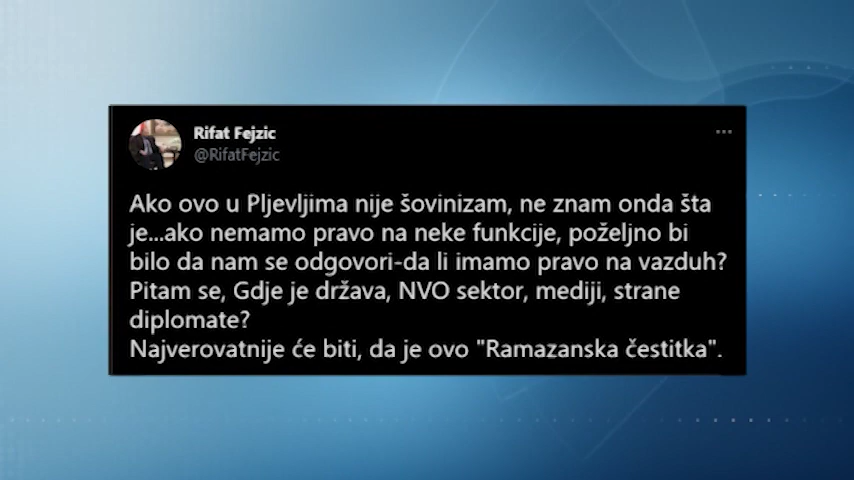 Rifat Fejzic
@RifatFejzic
Ako ovo u Pljevljima nije šovinizam, ne znam onda šta
je...ako nemamo pravo na neke funkcije, poželjno bi
bilo da nam se odgovori-da li imamo pravo na vazduh?
Pitam se, Gdje je država, NVO sektor, mediji, strane
diplomate?
Najverovatnije će biti, da je ovo "Ramazanska čestitka".